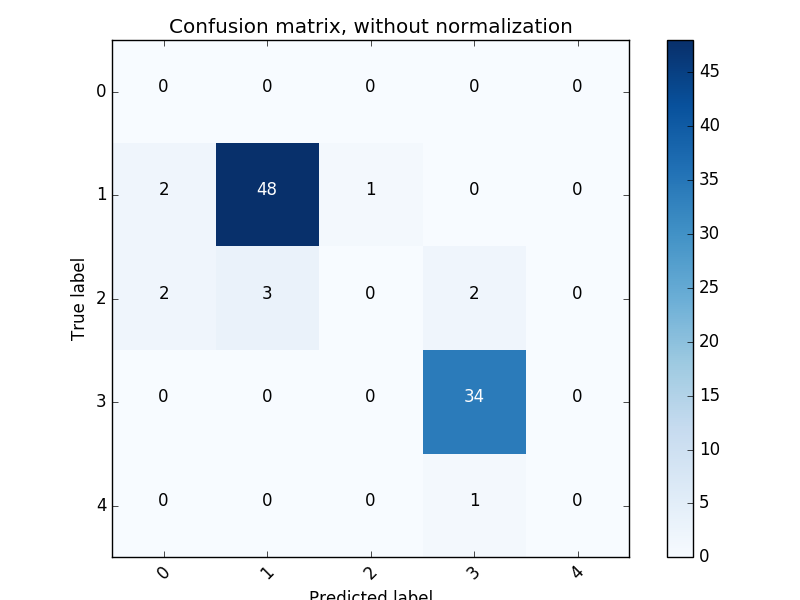 Confusion matrix, without normalization
0 0 0 0 0 0
1 2 48 1 0 0
2 2 3 0 2 0
3 0 0 0 34 0
4 0 0 0 1 0
0 1 2 3 4
True label
Predicted label
45
40
35
30
25
20
15
10
5
0